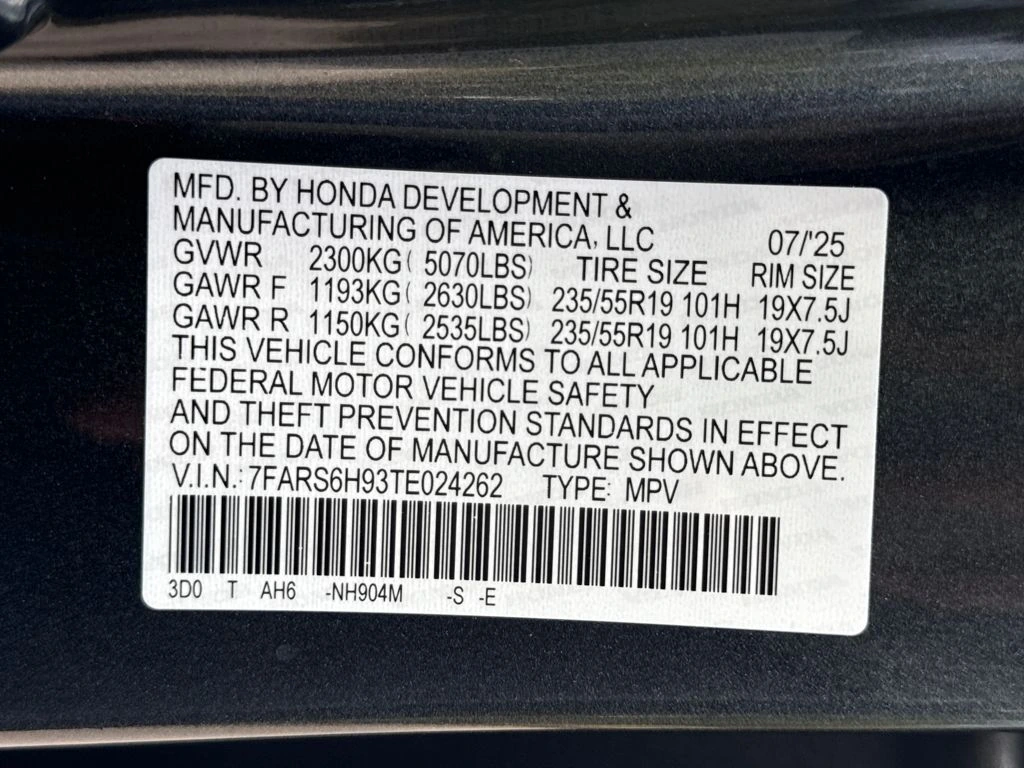 MFD. BY HONDA DEVELOPMENT &
MANUFACTURING OF AMERICA, LLC 07/'25
GVWR 2300KG( 5070LBS) TIRE SIZE RIM SIZE
GAWR F 1193KG( 2630LBS) 235/55R19 101H 19X7.5J
GAWR R 1150KG( 2535LBS) 235/55R19 101H 19X7.5J
THIS VEHICLE CONFORMS TO ALL APPLICABLE
FEDERAL MOTOR VEHICLE SAFETY
AND THEFT PREVENTION STANDARDS IN EFFECT
ON THE DATE OF MANUFACTURE SHOWN ABOVE.
V.I.N.: 7FARS6H93TE024262 TYPE: MPV
3D0 T AH6 -NH904M -S -E